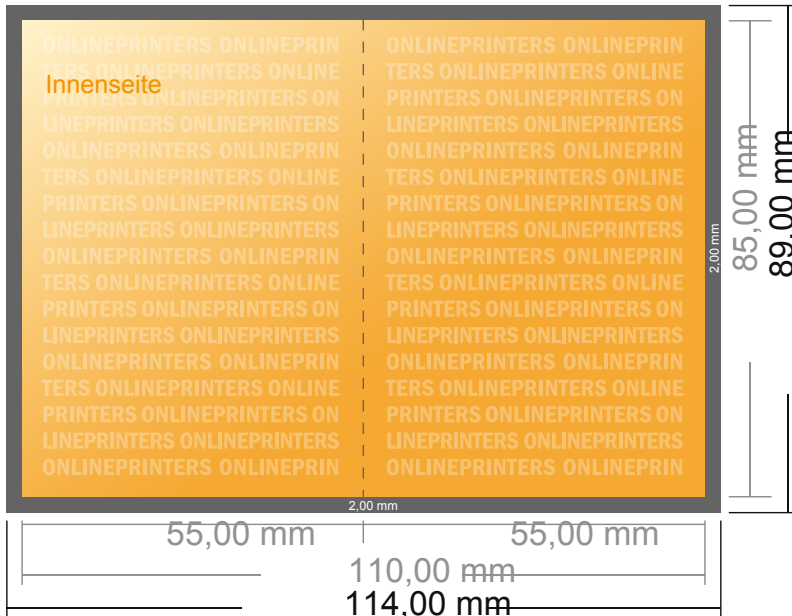 ONLINEPRINTERS ONLINEPRIN
TERS ONLINEPRINTERS ONLINE
Innenseite
PRINTERS ONLINEPRINTERS ON
LINEPRINTERS ONLINEPRINTERS
ONLINEPRINTERS ONLINEPRIN
TERS ONLINEPRINTERS ONLINE
PRINTERS ONLINEPRINTERS ON
LINEPRINTERS ONLINEPRINTERS
ONLINEPRINTERS ONLINEPRIN
TERS ONLINEPRINTERS ONLINE
PRINTERS ONLINEPRINTERS ON
LINEPRINTERS ONLINEPRINTERS
ONLINEPRINTERS ONLINEPRIN
TERS ONLINEPRINTERS ONLINE
PRINTERS ONLINEPRINTERS ON
LINEPRINTERS ONLINEPRINTERS
ONLINEPRINTERS ONLINEPRIN
ONLINEPRINTERS ONLINEPRIN
TERS ONLINEPRINTERS ONLINE
PRINTERS ONLINEPRINTERS ON
LINEPRINTERS ONLINEPRINTERS
ONLINEPRINTERS ONLINEPRIN
TERS ONLINEPRINTERS ONLINE
PRINTERS ONLINEPRINTERS ON
LINEPRINTERS ONLINEPRINTERS
ONLINEPRINTERS ONLINEPRIN
TERS ONLINEPRINTERS ONLINE
PRINTERS ONLINEPRINTERS ON
LINEPRINTERS ONLINEPRINTERS
ONLINEPRINTERS ONLINEPRIN
TERS ONLINEPRINTERS ONLINE
PRINTERS ONLINEPRINTERS ON
LINEPRINTERS ONLINEPRINTERS
ONLINEPRINTERS ONLINEPRIN
2,00 mm
85,00 mm
89,00 mm
2,00 mm
55,00 mm
55,00 mm
110,00 mm
114,00 mm